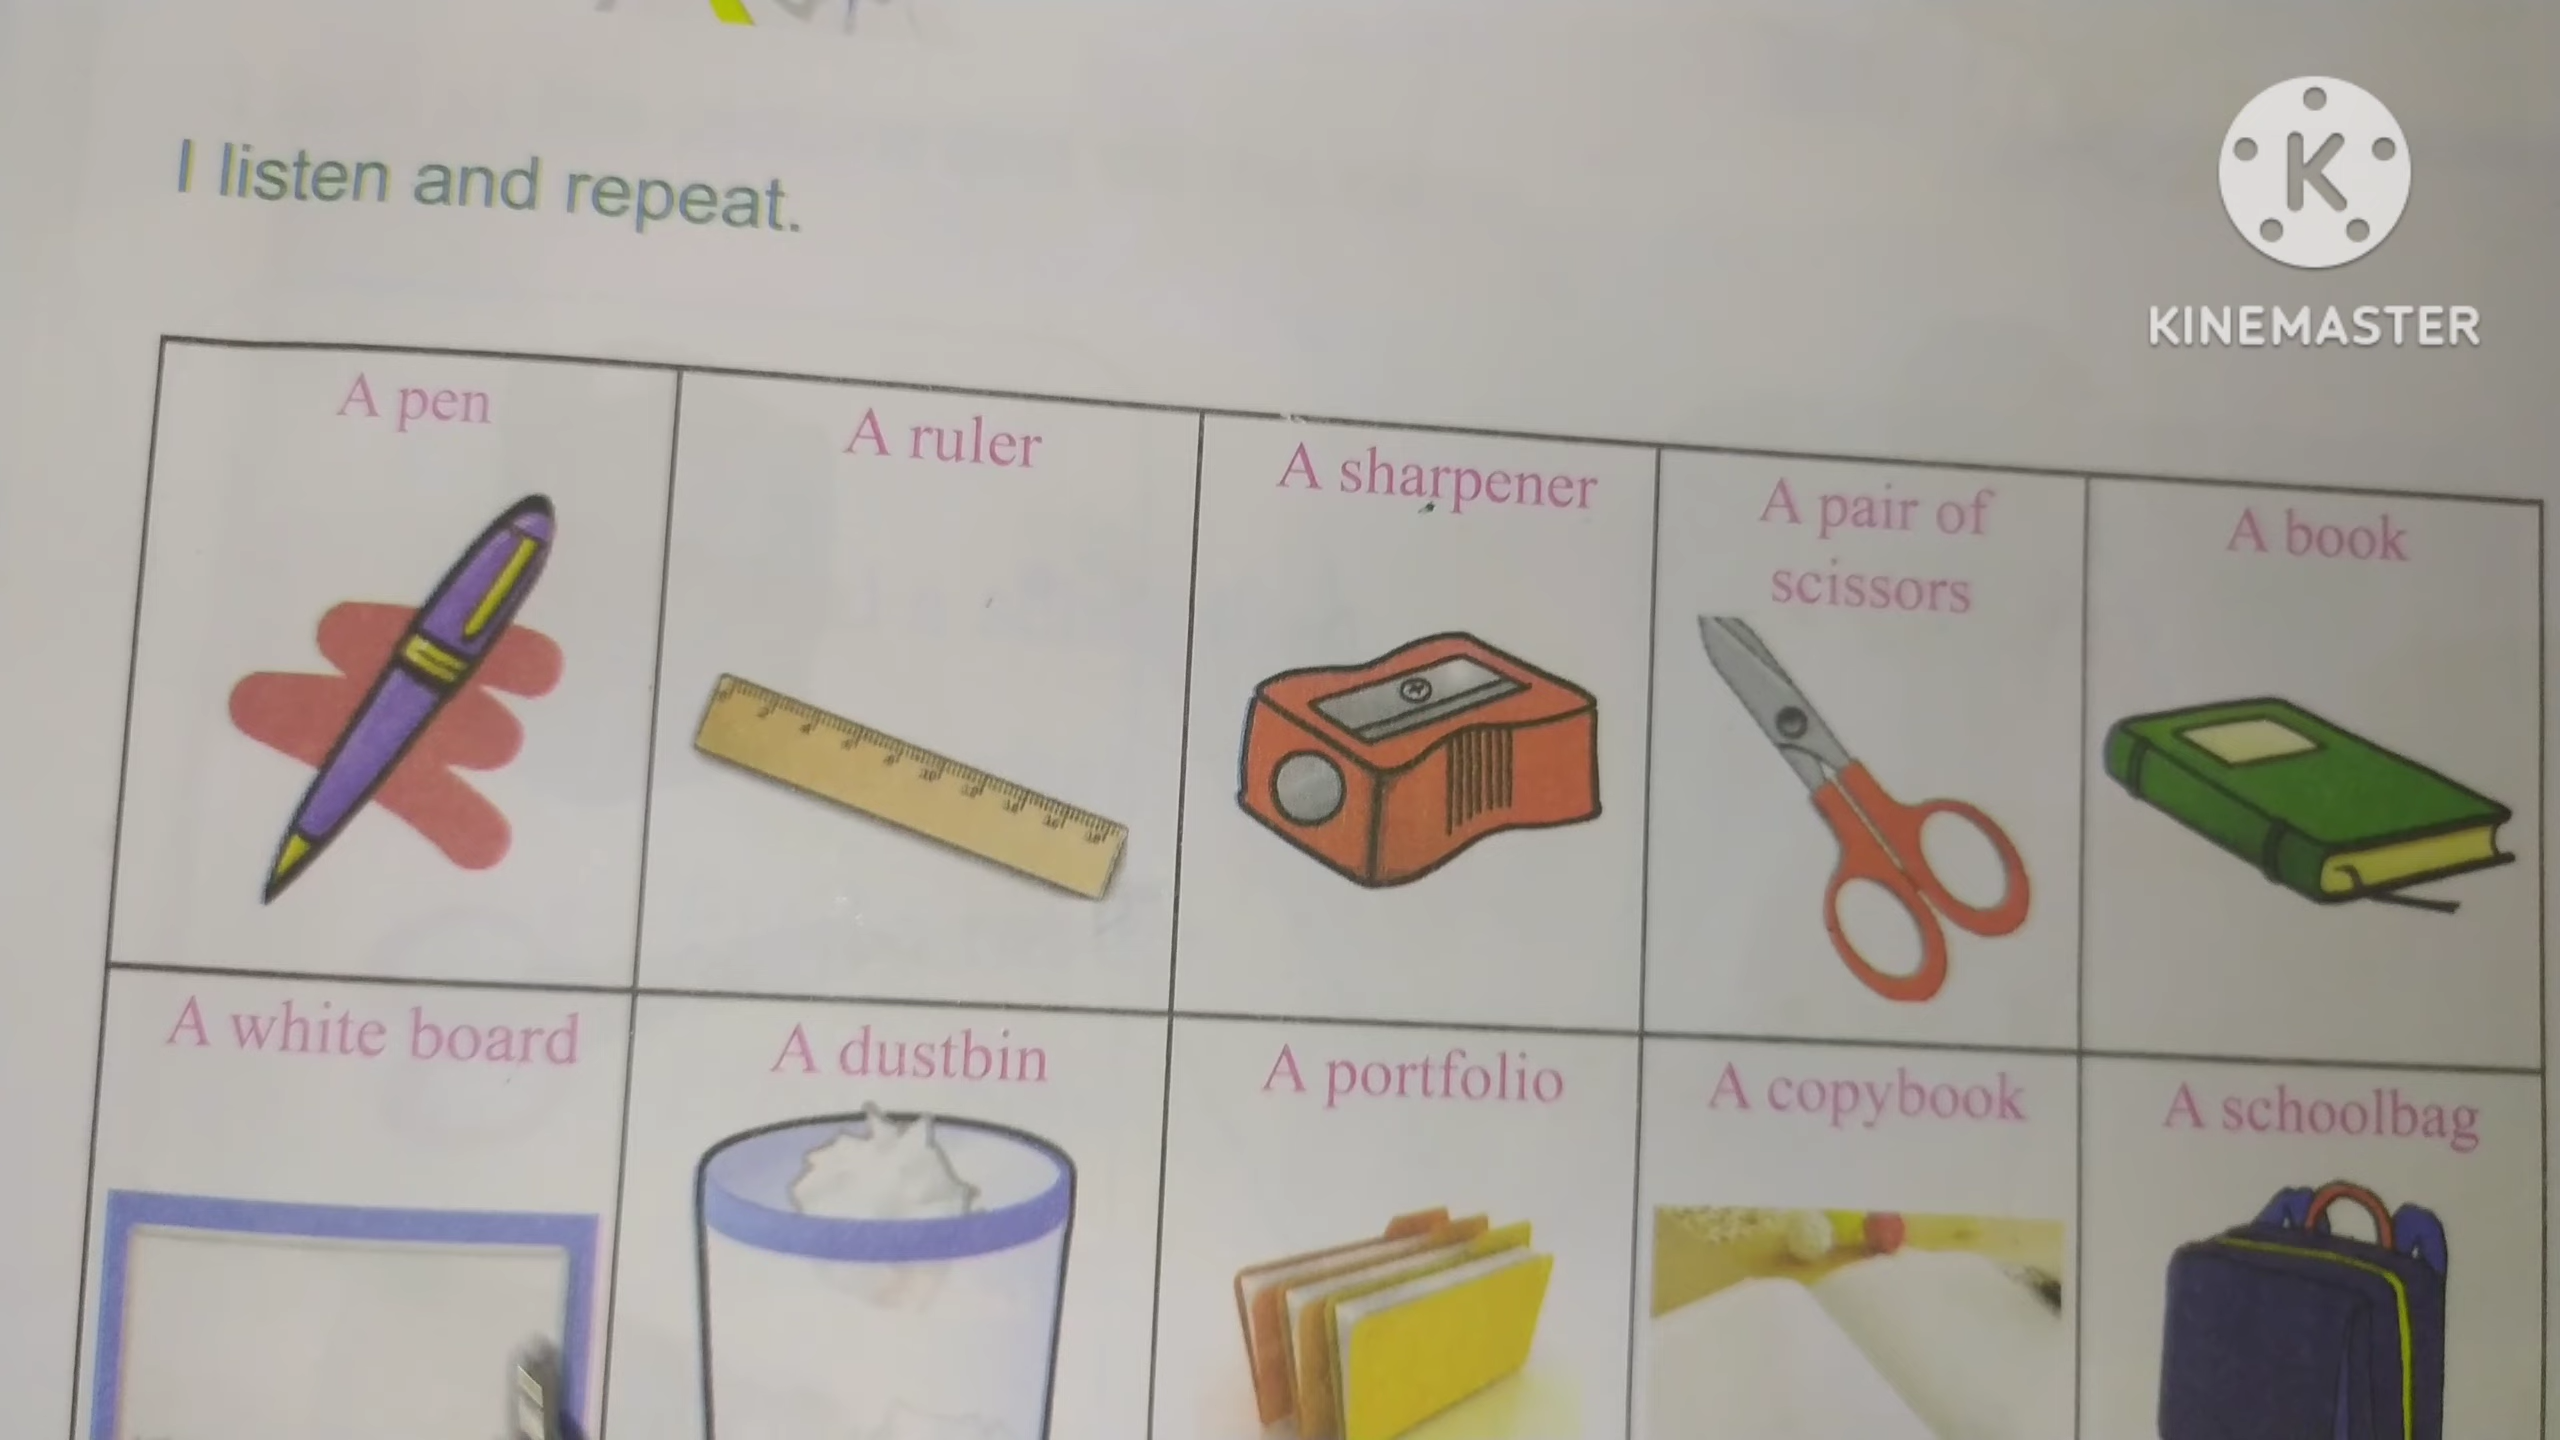 I listen and repeat.
K
KINEMASTER
A pen
A ruler
A sharpener
A pair of
scissors
A book
A white board
A dustbin
A portfolio
A copybook
A schoolbag